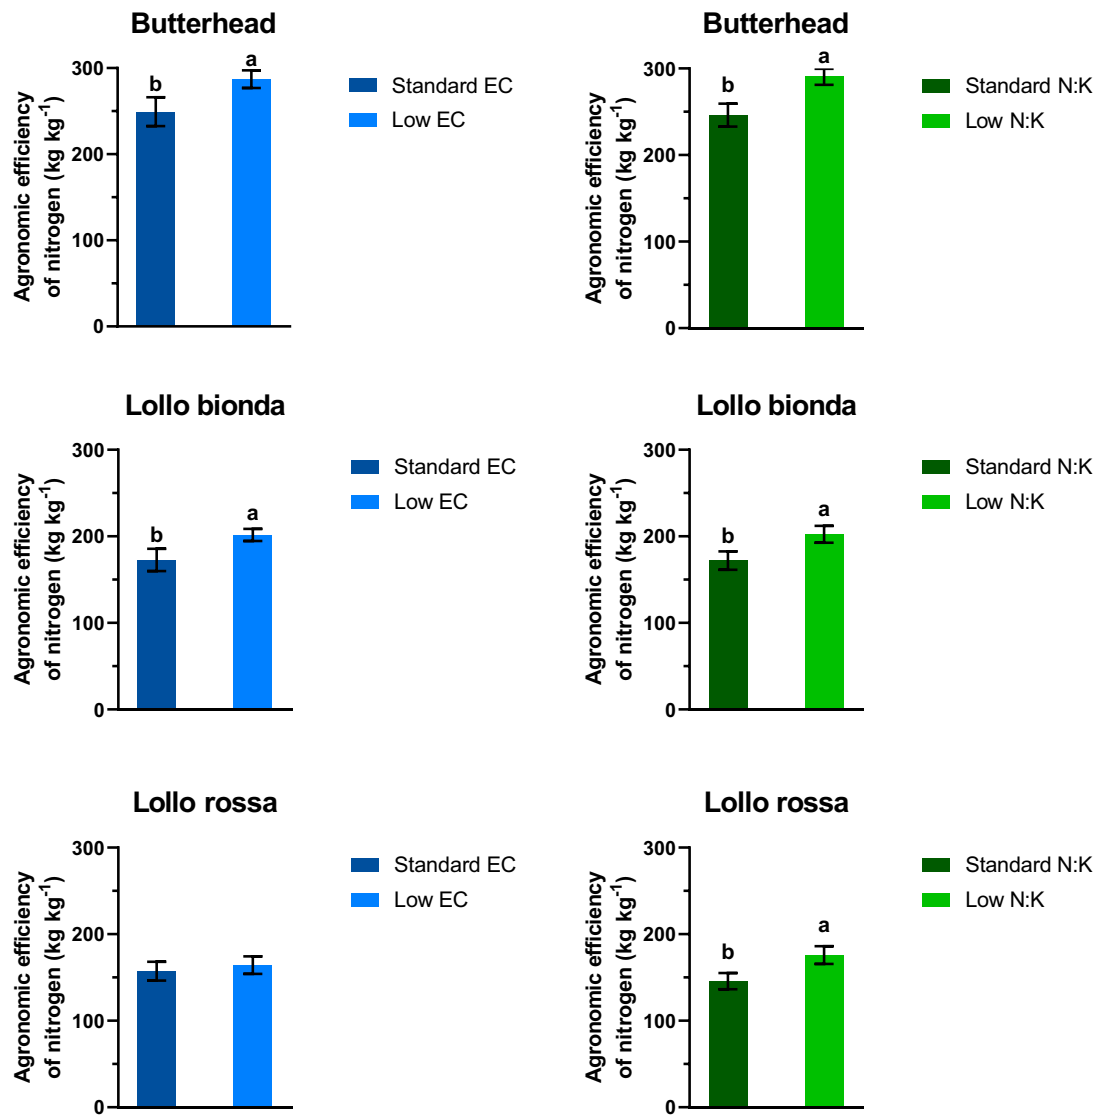 Butterhead
Agronomic efficiency
of nitrogen (kg kg⁻¹)
300
200
100
0
b
a
Standard EC
Low EC
Butterhead
Agronomic efficiency
of nitrogen (kg kg⁻¹)
300
200
100
0
b
a
Standard N:K
Low N:K
Lollo bionda
Agronomic efficiency
of nitrogen (kg kg⁻¹)
300
200
100
0
b
a
Standard EC
Low EC
Lollo bionda
Agronomic efficiency
of nitrogen (kg kg⁻¹)
300
200
100
0
b
a
Standard N:K
Low N:K
Lollo rossa
Agronomic efficiency
of nitrogen (kg kg⁻¹)
300
200
100
0
Standard EC
Low EC
Lollo rossa
Agronomic efficiency
of nitrogen (kg kg⁻¹)
300
200
100
0
b
a
Standard N:K
Low N:K